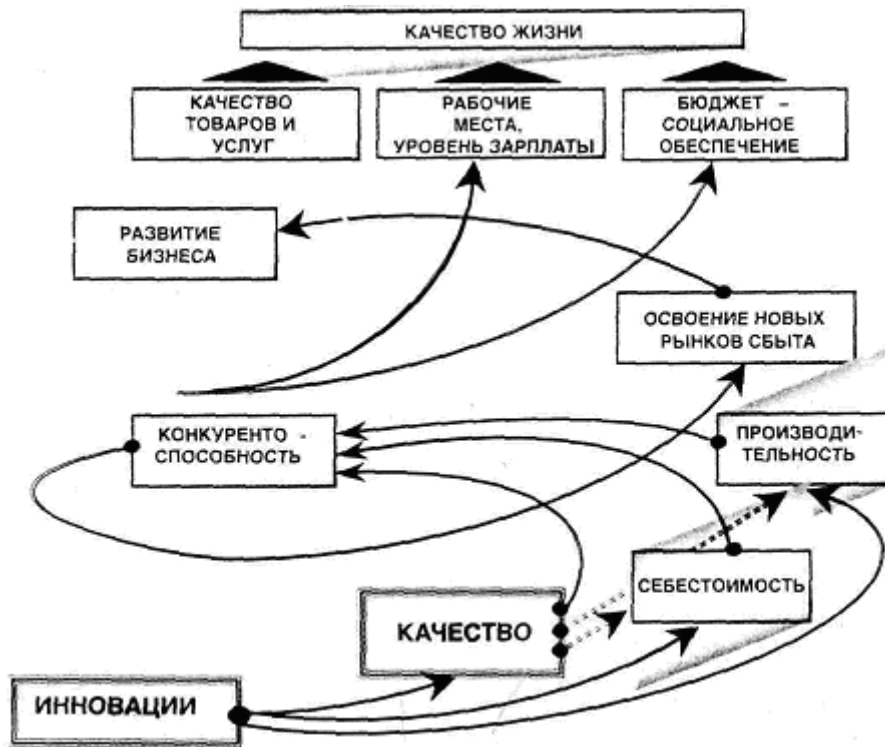 КАЧЕСТВО ЖИЗНИ
КАЧЕСТВО
ТОВАРОВ И
УСЛУГ
РАБОЧИЕ
МЕСТА,
УРОВЕНЬ ЗАРПЛАТЫ
БЮДЖЕТ –
СОЦИАЛЬНОЕ
ОБЕСПЕЧЕНИЕ
РАЗВИТИЕ
БИЗНЕСА
ОСВОЕНИЕ НОВЫХ
РЫНКОВ СБЫТА
КОНКУРЕНТО -
СПОСОБНОСТЬ
ПРОИЗВОДИ-
ТЕЛЬНОСТЬ
СЕБЕСТОИМОСТЬ
КАЧЕСТВО
ИННОВАЦИИ